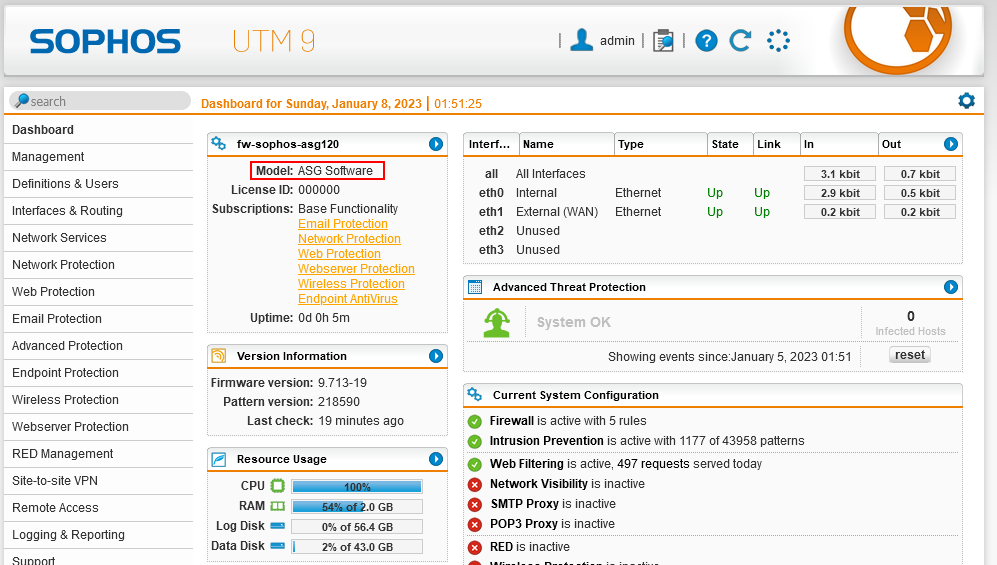 SOPHOS UTM 9 | admin | | ?
search
Dashboard for Sunday, January 8, 2023 | 01:51:25
Dashboard
Management
Definitions & Users
Interfaces & Routing
Network Services
Network Protection
Web Protection
Email Protection
Advanced Protection
Endpoint Protection
Wireless Protection
Webserver Protection
RED Management
Site-to-site VPN
Remote Access
Logging & Reporting
Support
fw-sophos-asg120
Model: ASG Software
License ID: 000000
Subscriptions: Base Functionality
Email Protection
Network Protection
Web Protection
Webserver Protection
Wireless Protection
Endpoint AntiVirus
Uptime: 0d 0h 5m
Version Information
Firmware version: 9.713-19
Pattern version: 218590
Last check: 19 minutes ago
Resource Usage
CPU 100%
RAM 54% of 2.0 GB
Log Disk 0% of 56.4 GB
Data Disk 2% of 43.0 GB
Interf... Name Type State Link In Out
all All Interfaces 3.1 kbit 0.7 kbit
eth0 Internal Ethernet Up Up 2.9 kbit 0.5 kbit
eth1 External (WAN) Ethernet Up Up 0.2 kbit 0.2 kbit
eth2 Unused
eth3 Unused
Advanced Threat Protection
System OK
0
Infected Hosts
Showing events since:January 5, 2023 01:51 reset
Current System Configuration
Firewall is active with 5 rules
Intrusion Prevention is active with 1177 of 43958 patterns
Web Filtering is active, 497 requests served today
Network Visibility is inactive
SMTP Proxy is inactive
POP3 Proxy is inactive
RED is inactive
Wireless Protection is inactive